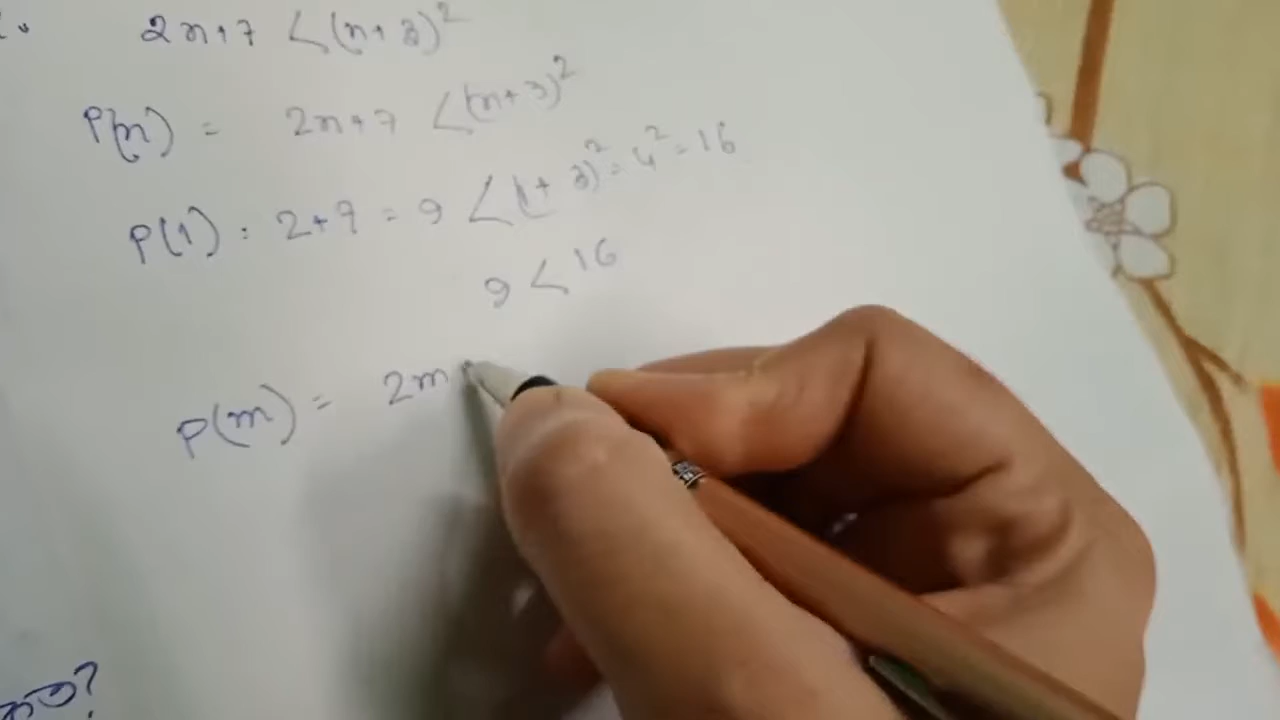 2n+7 <(n+3)²
P(n) = 2n+7 <(n+3)²
P(1) : 2+7 = 9 <(1+3)² = 4² = 16
9 < 16
P(m) = 2m